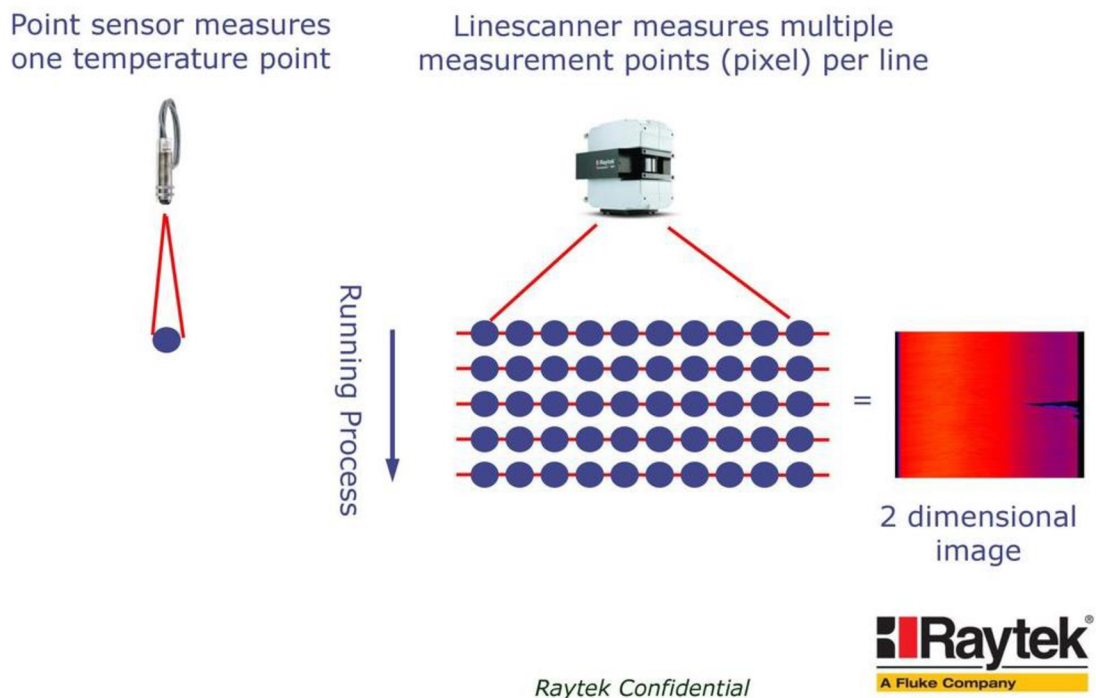 Point sensor measures
one temperature point
Linescanner measures multiple
measurement points (pixel) per line
Raytek
Running Process
=
2 dimensional
image
Raytek®
A Fluke Company
Raytek Confidential